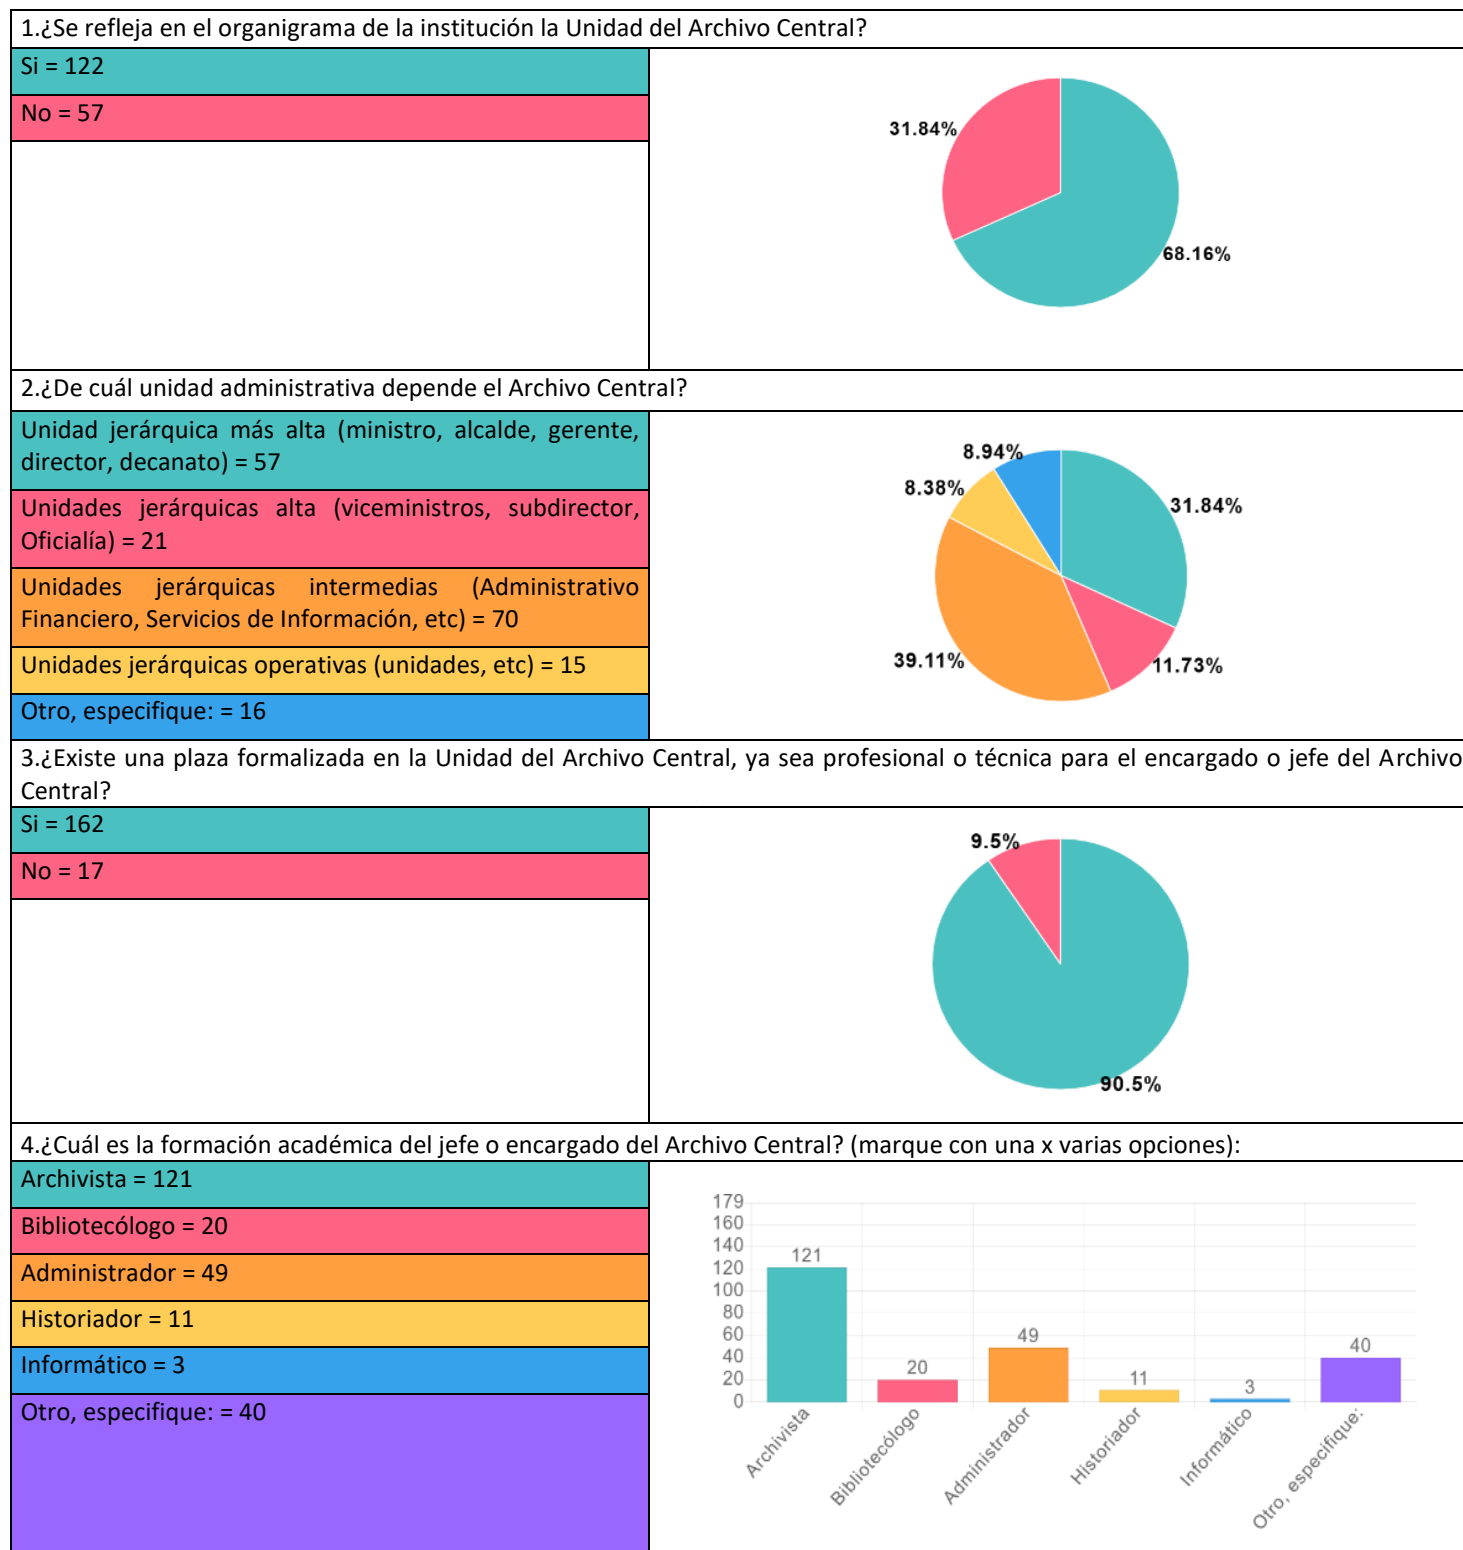 1.¿Se refleja en el organigrama de la institución la Unidad del Archivo Central?
Si = 122
No = 57
31.84%
68.16%
2.¿De cuál unidad administrativa depende el Archivo Central?
Unidad jerárquica más alta (ministro, alcalde, gerente,
director, decanato) = 57
Unidades jerárquicas alta (viceministros, subdirector,
Oficialía) = 21
Unidades jerárquicas intermedias (Administrativo
Financiero, Servicios de Información, etc) = 70
Unidades jerárquicas operativas (unidades, etc) = 15
Otro, especifique: = 16
8.94%
8.38%
31.84%
39.11%
11.73%
3.¿Existe una plaza formalizada en la Unidad del Archivo Central, ya sea profesional o técnica para el encargado o jefe del Archivo
Central?
Si = 162
No = 17
9.5%
90.5%
4.¿Cuál es la formación académica del jefe o encargado del Archivo Central? (marque con una x varias opciones):
Archivista = 121
Bibliotecólogo = 20
Administrador = 49
Historiador = 11
Informático = 3
Otro, especifique: = 40
179
160
140
120
100
80
60
40
20
0
121
20
49
11
3
40
Archivista
Bibliotecólogo
Administrador
Historiador
Informático
Otro, especifique: